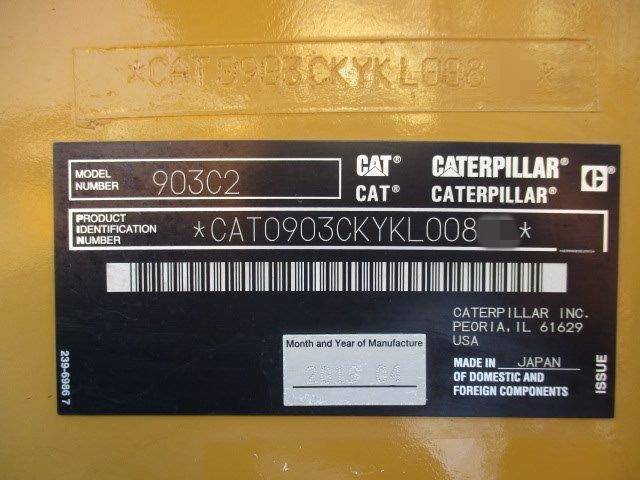 *CAT0903CKYKL008 *
MODEL NUMBER 903C2
CAT® CATERPILLAR® C
CAT® CATERPILLAR®
PRODUCT IDENTIFICATION NUMBER *CAT0903CKYKL008 *
CATERPILLAR INC.
PEORIA, IL 61629
USA
Month and Year of Manufacture
MADE IN JAPAN
OF DOMESTIC AND
FOREIGN COMPONENTS
ISSUE
239-6986 7